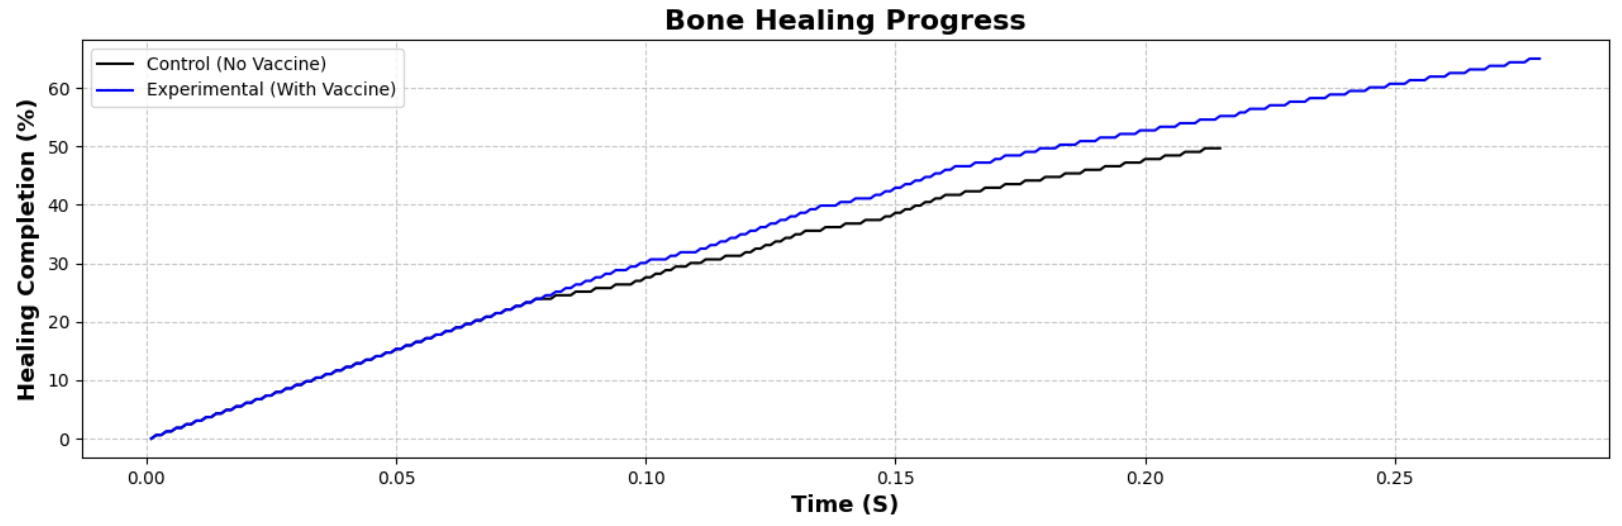 Bone Healing Progress
Control (No Vaccine)
Experimental (With Vaccine)
Healing Completion (%)
60
50
40
30
20
10
0
0.00 0.05 0.10 0.15 0.20 0.25
Time (S)